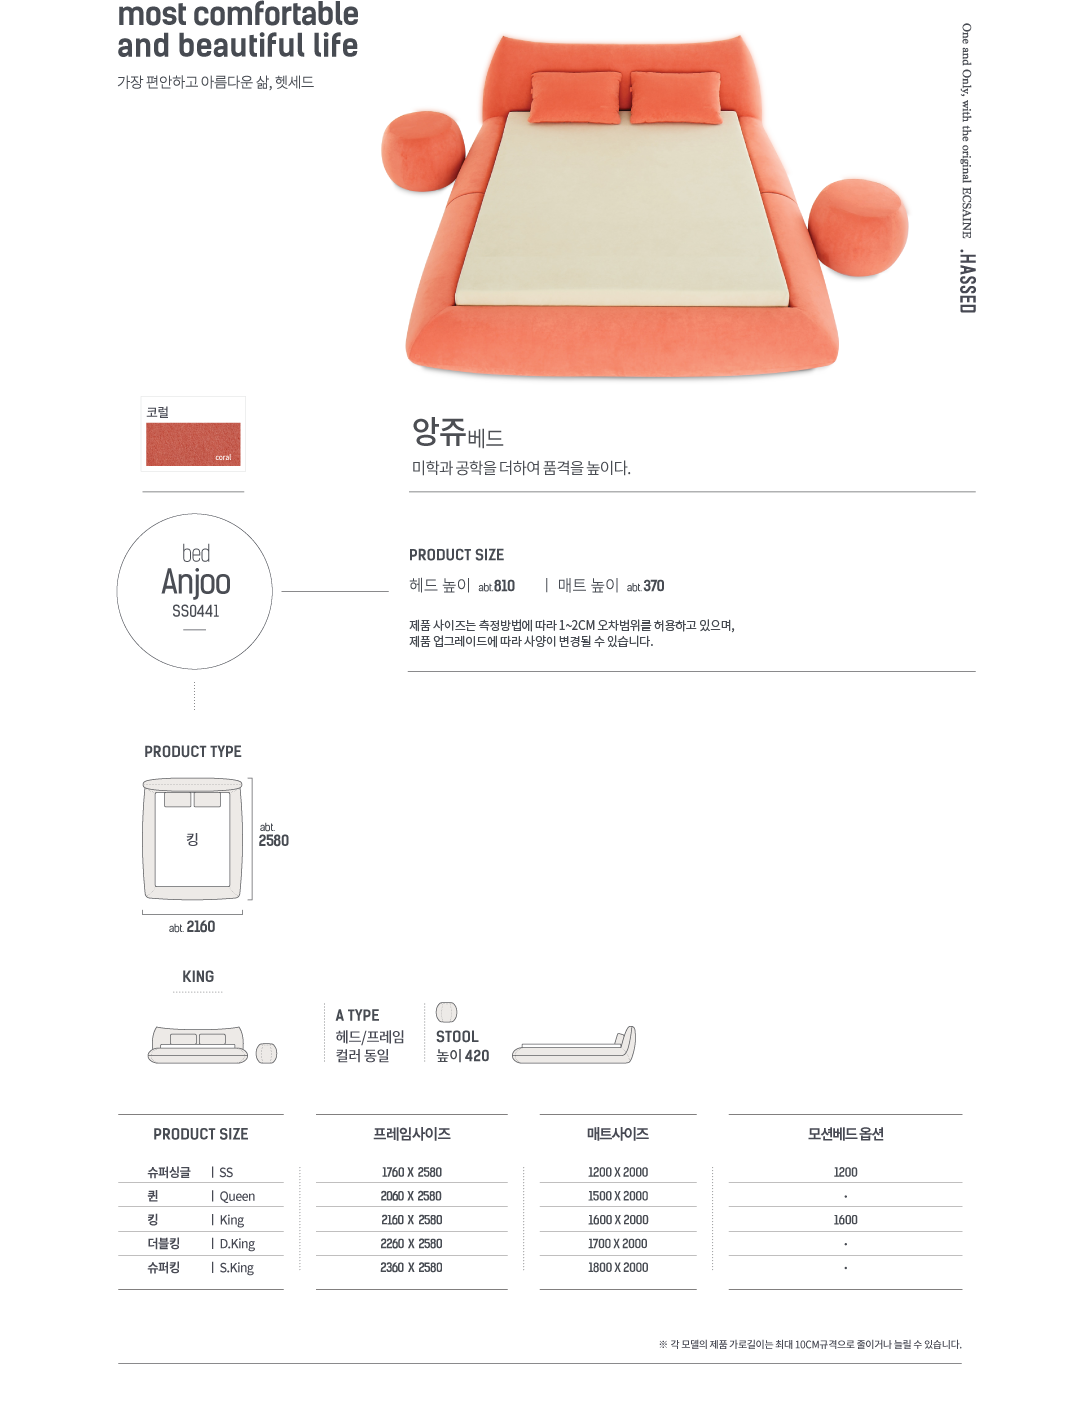 most comfortable
and beautiful life
가장 편안하고 아름다운 삶, 헷세드
One and Only, with the original ECSAINE .HASSED
코럴
coral
앙쥬베드
미학과 공학을 더하여 품격을 높이다.
bed
Anjoo
SS0441
PRODUCT SIZE
헤드 높이 abt.810 | 매트 높이 abt.370
제품 사이즈는 측정방법에 따라 1~2CM 오차범위를 허용하고 있으며,
제품 업그레이드에 따라 사양이 변경될 수 있습니다.
PRODUCT TYPE
킹
abt.
2580
abt. 2160
KING
A TYPE
헤드/프레임
컬러 동일
STOOL
높이 420
PRODUCT SIZE 프레임사이즈 매트사이즈 모션베드 옵션
슈퍼싱글 | SS 1760 X 2580 1200 X 2000 1200
퀸 | Queen 2060 X 2580 1500 X 2000 ·
킹 | King 2160 X 2580 1600 X 2000 1600
더블킹 | D.King 2260 X 2580 1700 X 2000 ·
슈퍼킹 | S.King 2360 X 2580 1800 X 2000 ·
※ 각 모델의 제품 가로길이는 최대 10CM규격으로 줄이거나 늘릴 수 있습니다.